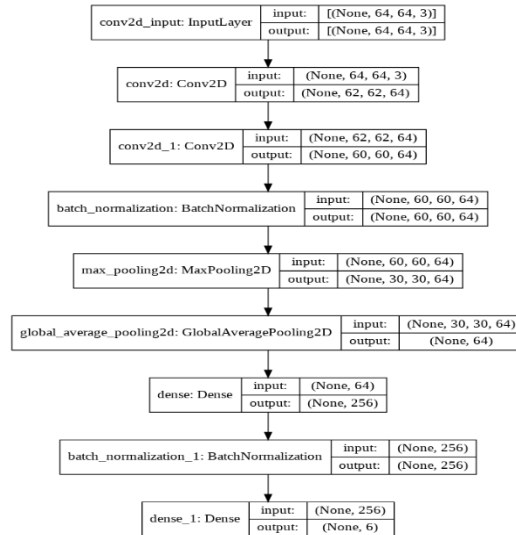 conv2d_input: InputLayer input: [(None, 64, 64, 3)]
output: [(None, 64, 64, 3)]
conv2d: Conv2D input: (None, 64, 64, 3)
output: (None, 62, 62, 64)
conv2d_1: Conv2D input: (None, 62, 62, 64)
output: (None, 60, 60, 64)
batch_normalization: BatchNormalization input: (None, 60, 60, 64)
output: (None, 60, 60, 64)
max_pooling2d: MaxPooling2D input: (None, 60, 60, 64)
output: (None, 30, 30, 64)
global_average_pooling2d: GlobalAveragePooling2D input: (None, 30, 30, 64)
output: (None, 64)
dense: Dense input: (None, 64)
output: (None, 256)
batch_normalization_1: BatchNormalization input: (None, 256)
output: (None, 256)
dense_1: Dense input: (None, 256)
output: (None, 6)